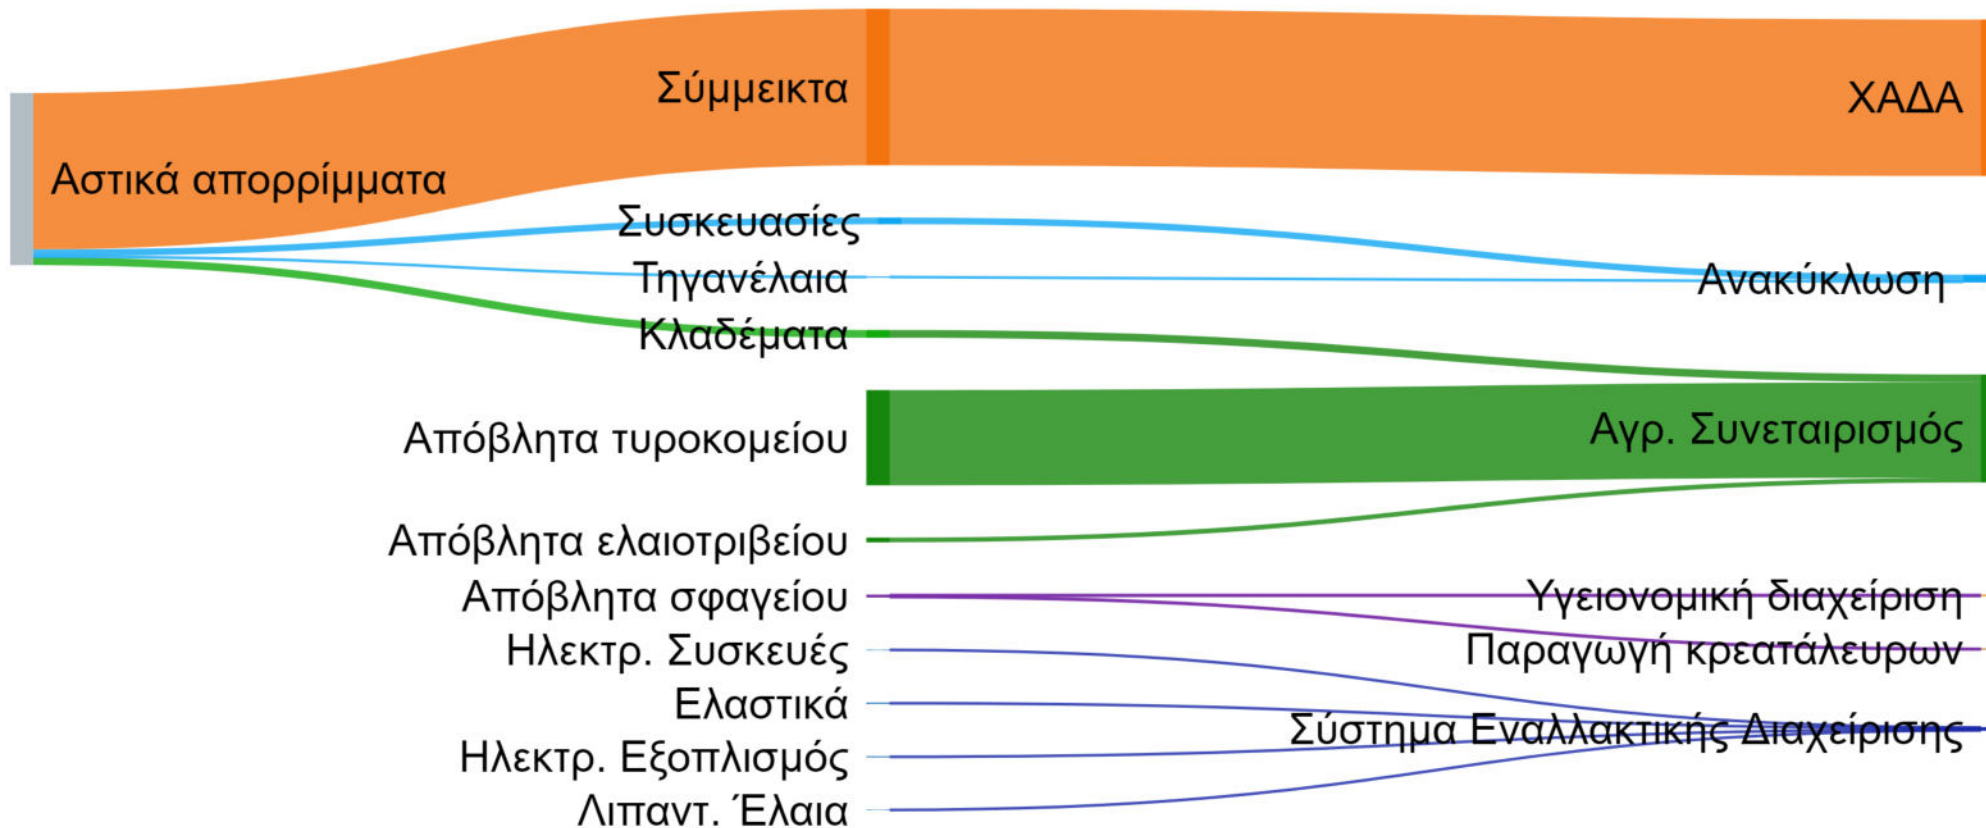 Σύμμεικτα
ΧΑΔΑ
Αστικά απορρίμματα
Συσκευασίες
Τηγανέλαια
Ανακύκλωση
Κλαδέματα
Απόβλητα τυροκομείου
Αγρ. Συνεταιρισμός
Απόβλητα ελαιοτριβείου
Απόβλητα σφαγείου
Υγειονομική διαχείριση
Ηλεκτρ. Συσκευές
Παραγωγή κρεατάλευρων
Ελαστικά
Σύστημα Εναλλακτικής Διαχείρισης
Ηλεκτρ. Εξοπλισμός
Λιπαντ. Έλαια